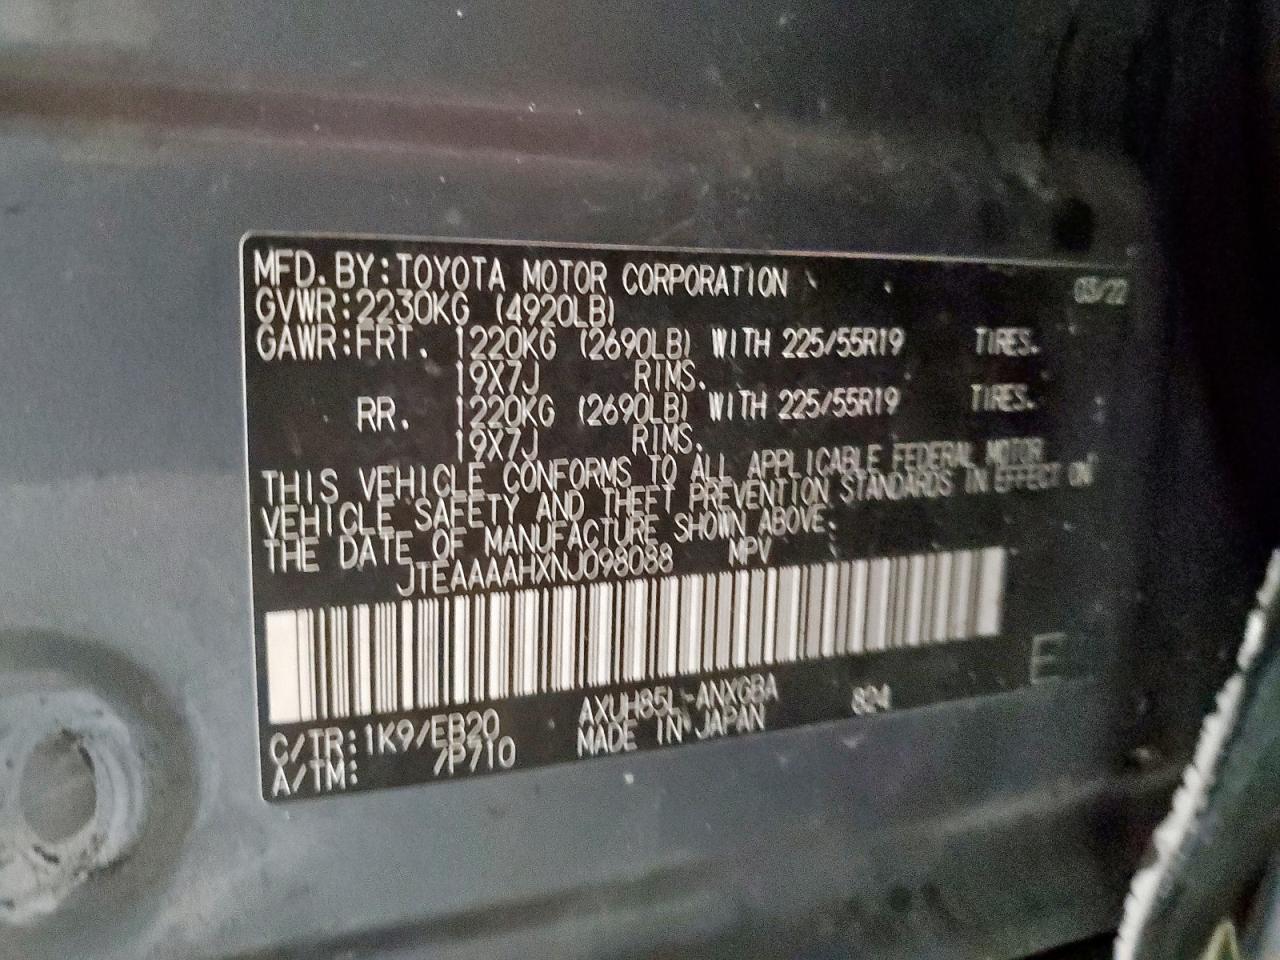 MFD.BY:TOYOTA MOTOR CORPORATION 03/22
GVWR:2230KG (4920LB)
GAWR:FRT. 1220KG (2690LB) WITH 225/55R19 TIRES.
19X7J RIMS.
RR. 1220KG (2690LB) WITH 225/55R19 TIRES.
19X7J RIMS.
THIS VEHICLE CONFORMS TO ALL APPLICABLE FEDERAL MOTOR
VEHICLE SAFETY AND THEFT PREVENTION STANDARDS IN EFFECT ON
THE DATE OF MANUFACTURE SHOWN ABOVE.
JTEAAAAHXNJ098088 MPV
E
C/TR:1K9/EB20 AXUH85L-ANXGBA 894
A/TM: /P710 MADE IN JAPAN